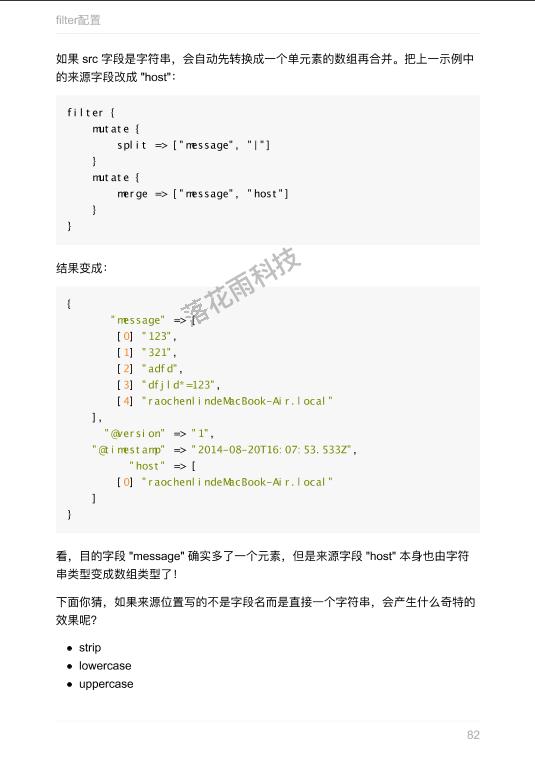 filter配置
如果 src 字段是字符串，会自动先转换成一个单元素的数组再合并。把上一示例中
的来源字段改成 "host"：
filter {
    mutate {
        split => ["message", "|"]
    }
    mutate {
        merge => ["message", "host"]
    }
}
落花雨科技
结果变成：
{
       "message" => [
        [0] "123",
        [1] "321",
        [2] "adfd",
        [3] "dfjld*=123",
        [4] "raochenlindeMacBook-Air.local"
    ],
      "@version" => "1",
    "@timestamp" => "2014-08-20T16:07:53.533Z",
          "host" => [
        [0] "raochenlindeMacBook-Air.local"
    ]
}
看，目的字段 "message" 确实多了一个元素，但是来源字段 "host" 本身也由字符
串类型变成数组类型了！
下面你猜，如果来源位置写的不是字段名而是直接一个字符串，会产生什么奇特的
效果呢？
● strip
● lowercase
● uppercase
82